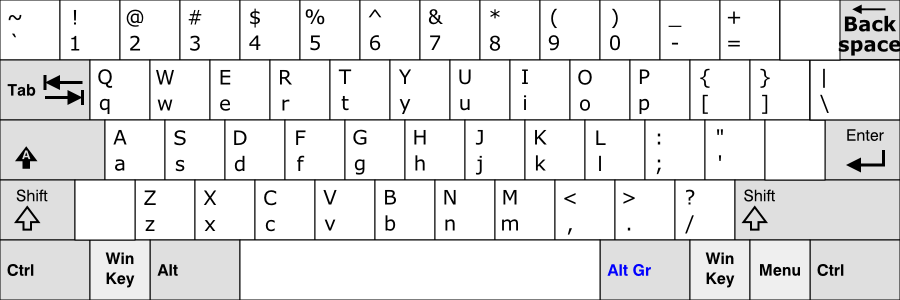 ~ ! @ # $ % ^ & * ( ) _ + Back
` 1 2 3 4 5 6 7 8 9 0 - = space
Tab Q W E R T Y U I O P { } |
q w e r t y u i o p [ ] \
A A S D F G H J K L : " Enter
a s d f g h j k l ; '
Shift Z X C V B N M < > ? Shift
z x c v b n m , . /
Ctrl Win Alt Alt Gr Win Menu Ctrl
Key Key